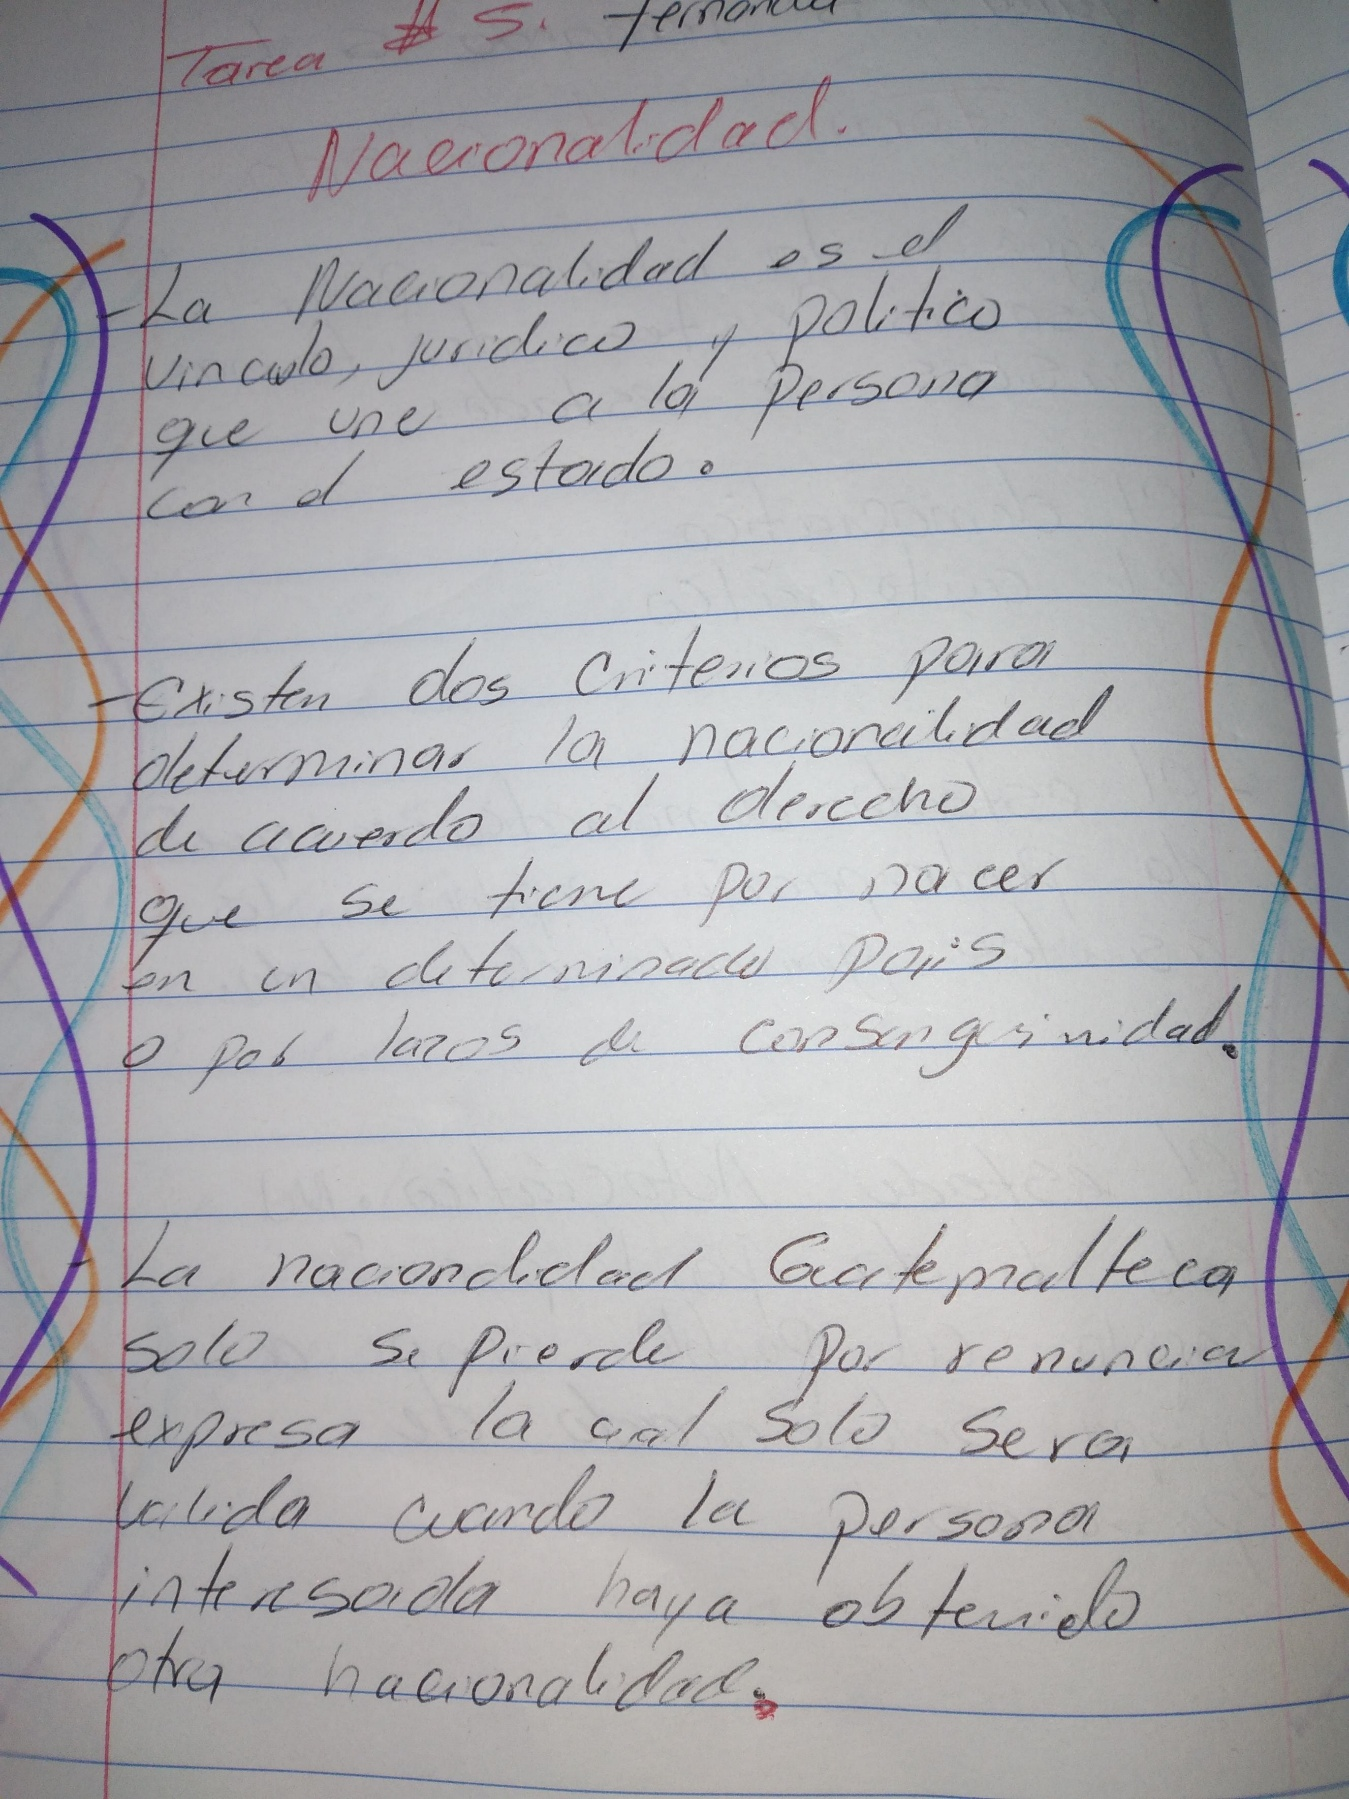 Tarea # 5. Fernanda
Nacionalidad.
- La Nacionalidad es el
vinculo, juridico y politico
que une a la persona
con el estado.
- Existen dos criterios para
determinar la nacionalidad
de acuerdo al derecho
que se tiene por nacer
en un determinado país
o por lazos de consanguinidad.
- La nacionalidad Guatemalteca
solo se pierde por renuncia
expresa la cual solo sera
valida cuando la persona
interesada haya obtenido
otra nacionalidad.